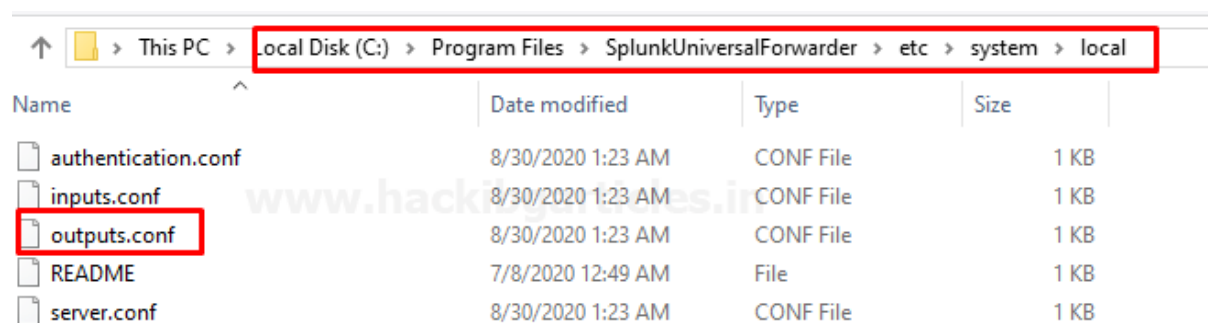 This PC > Local Disk (C:) > Program Files > SplunkUniversalForwarder > etc > system > local
Name Date modified Type Size
authentication.conf 8/30/2020 1:23 AM CONF File 1 KB
inputs.conf 8/30/2020 1:23 AM CONF File 1 KB
www.hackibgarticles.in
outputs.conf 8/30/2020 1:23 AM CONF File 1 KB
README 7/8/2020 12:49 AM File 1 KB
server.conf 8/30/2020 1:23 AM CONF File 1 KB